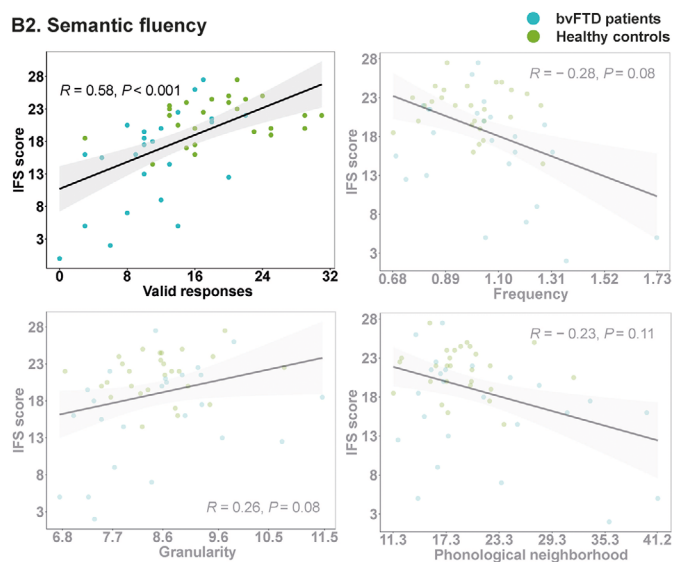 B2. Semantic fluency
bvFTD patients
Healthy controls
IFS score
28
23
18
13
8
3
R = 0.58, P < 0.001
0 8 16 24 32
Valid responses
IFS score
28
23
18
13
8
3
R = − 0.28, P = 0.08
0.68 0.89 1.10 1.31 1.52 1.73
Frequency
IFS score
28
23
18
13
8
3
R = 0.26, P = 0.08
6.8 7.7 8.6 9.6 10.5 11.5
Granularity
IFS score
28
23
18
13
8
3
R = − 0.23, P = 0.11
11.3 17.3 23.3 29.3 35.3 41.2
Phonological neighborhood